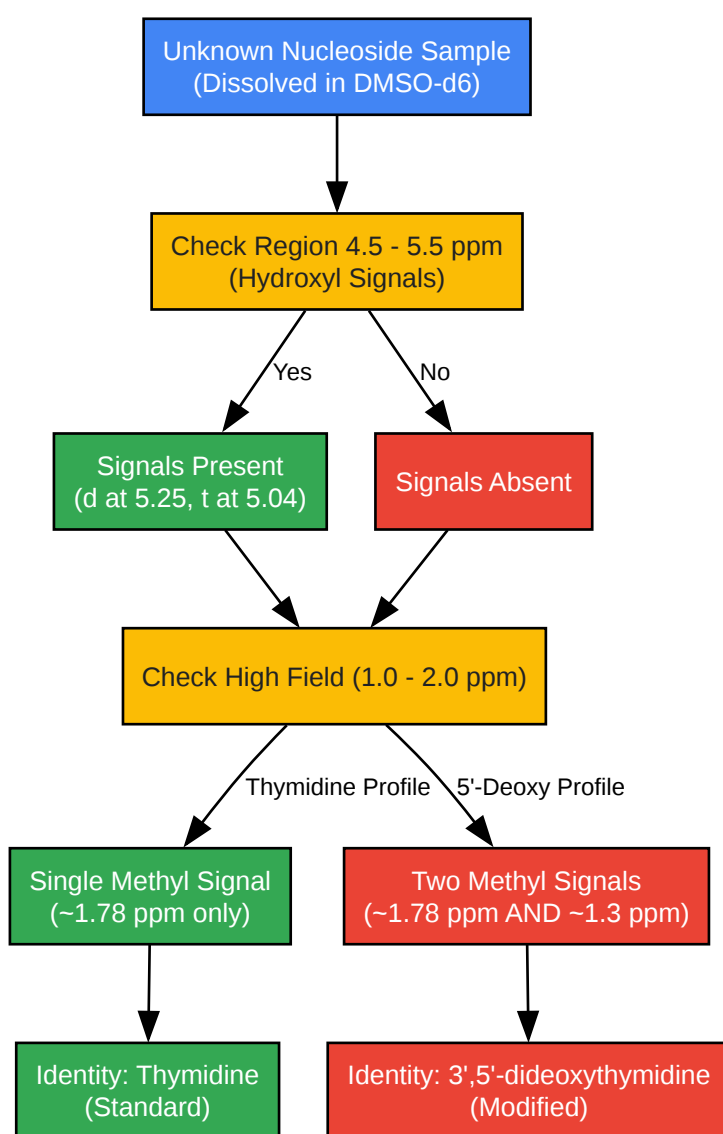 Unknown Nucleoside Sample
(Dissolved in DMSO-d6)
Check Region 4.5 - 5.5 ppm
(Hydroxyl Signals)
Yes
No
Signals Present
(d at 5.25, t at 5.04)
Signals Absent
Check High Field (1.0 - 2.0 ppm)
Thymidine Profile
5'-Deoxy Profile
Single Methyl Signal
(~1.78 ppm only)
Two Methyl Signals
(~1.78 ppm AND ~1.3 ppm)
Identity: Thymidine
(Standard)
Identity: 3',5'-dideoxythymidine
(Modified)